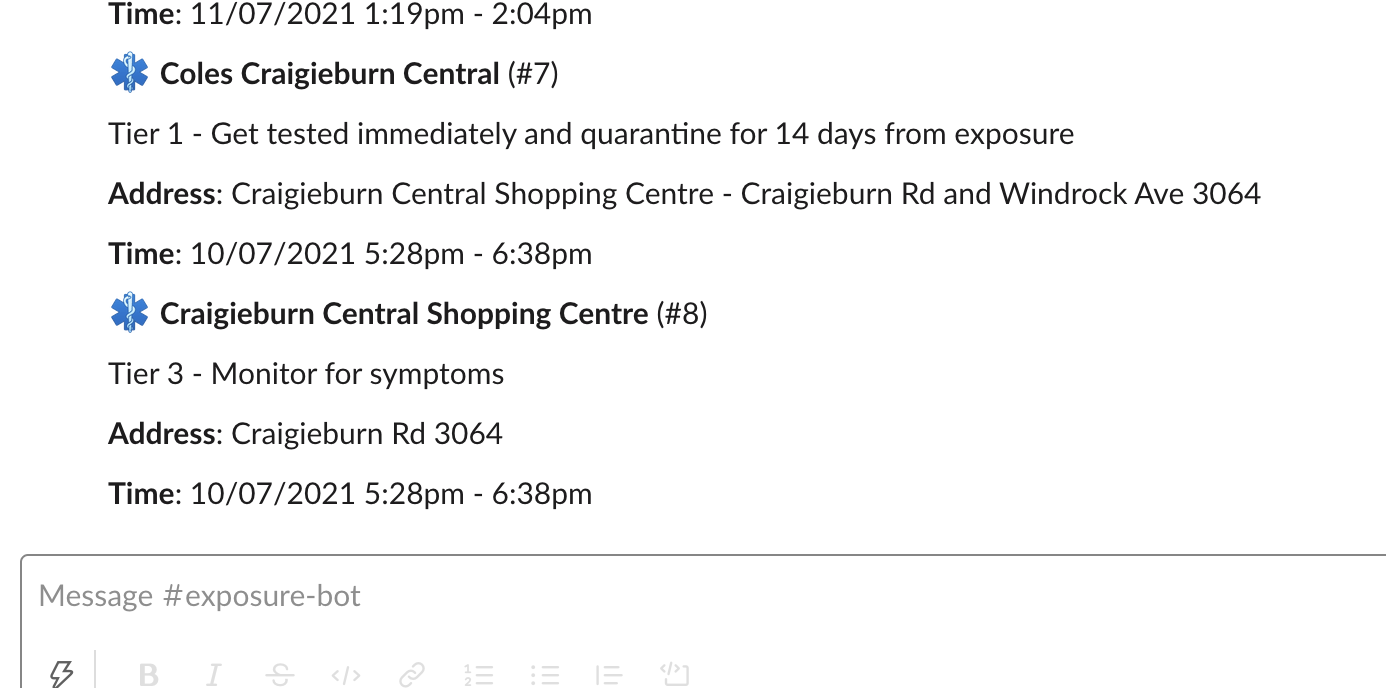 Time: 11/07/2021 1:19pm - 2:04pm
Coles Craigieburn Central (#7)
Tier 1 - Get tested immediately and quarantine for 14 days from exposure
Address: Craigieburn Central Shopping Centre - Craigieburn Rd and Windrock Ave 3064
Time: 10/07/2021 5:28pm - 6:38pm
Craigieburn Central Shopping Centre (#8)
Tier 3 - Monitor for symptoms
Address: Craigieburn Rd 3064
Time: 10/07/2021 5:28pm - 6:38pm
Message #exposure-bot